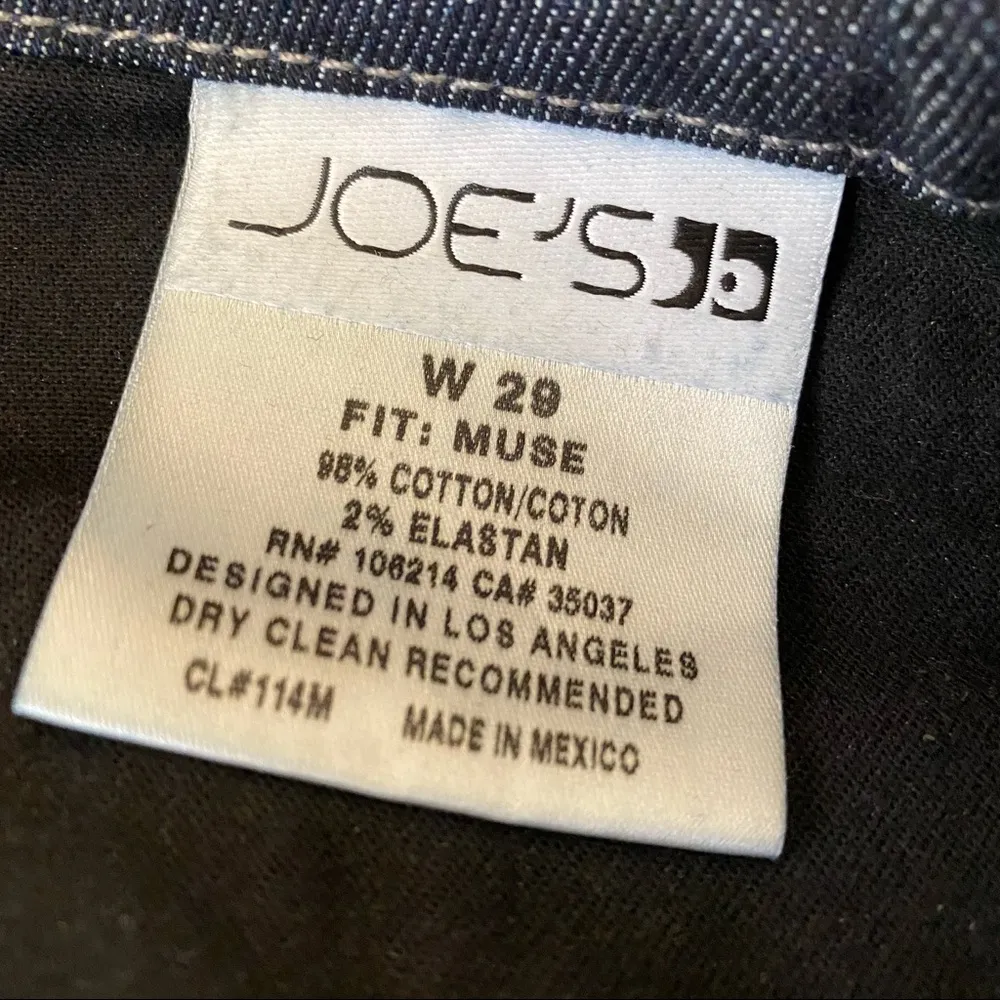 JOE'S
W 29
FIT: MUSE
98% COTTON/COTON
2% ELASTAN
RN# 106214 CA# 35037
DESIGNED IN LOS ANGELES
DRY CLEAN RECOMMENDED
CL#114M MADE IN MEXICO